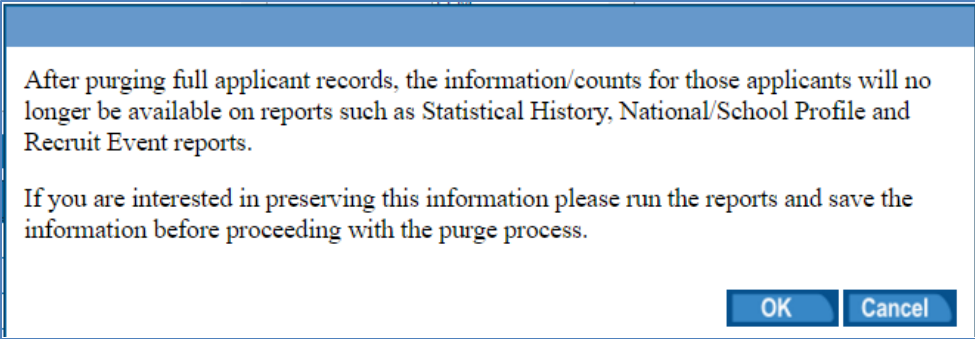 After purging full applicant records, the information/counts for those applicants will no
longer be available on reports such as Statistical History, National/School Profile and
Recruit Event reports.
If you are interested in preserving this information please run the reports and save the
information before proceeding with the purge process.
OK Cancel